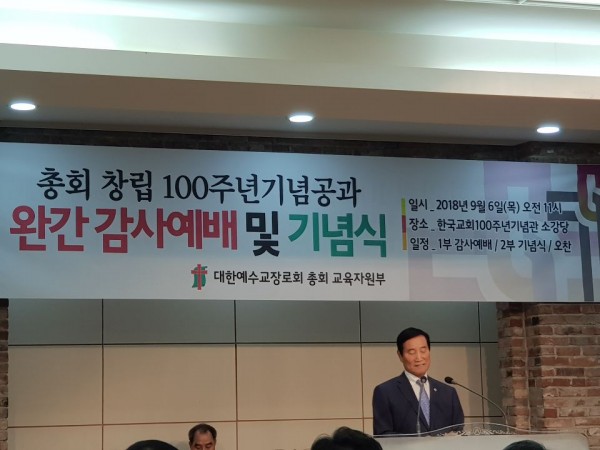 총회 창립 100주년기념공과
완간 감사예배 및 기념식
일시 _ 2018년 9월 6일(목) 오전 11시
장소 _ 한국교회100주년기념관 소강당
일정 _ 1부 감사예배 / 2부 기념식 / 오찬
대한예수교장로회 총회 교육자원부